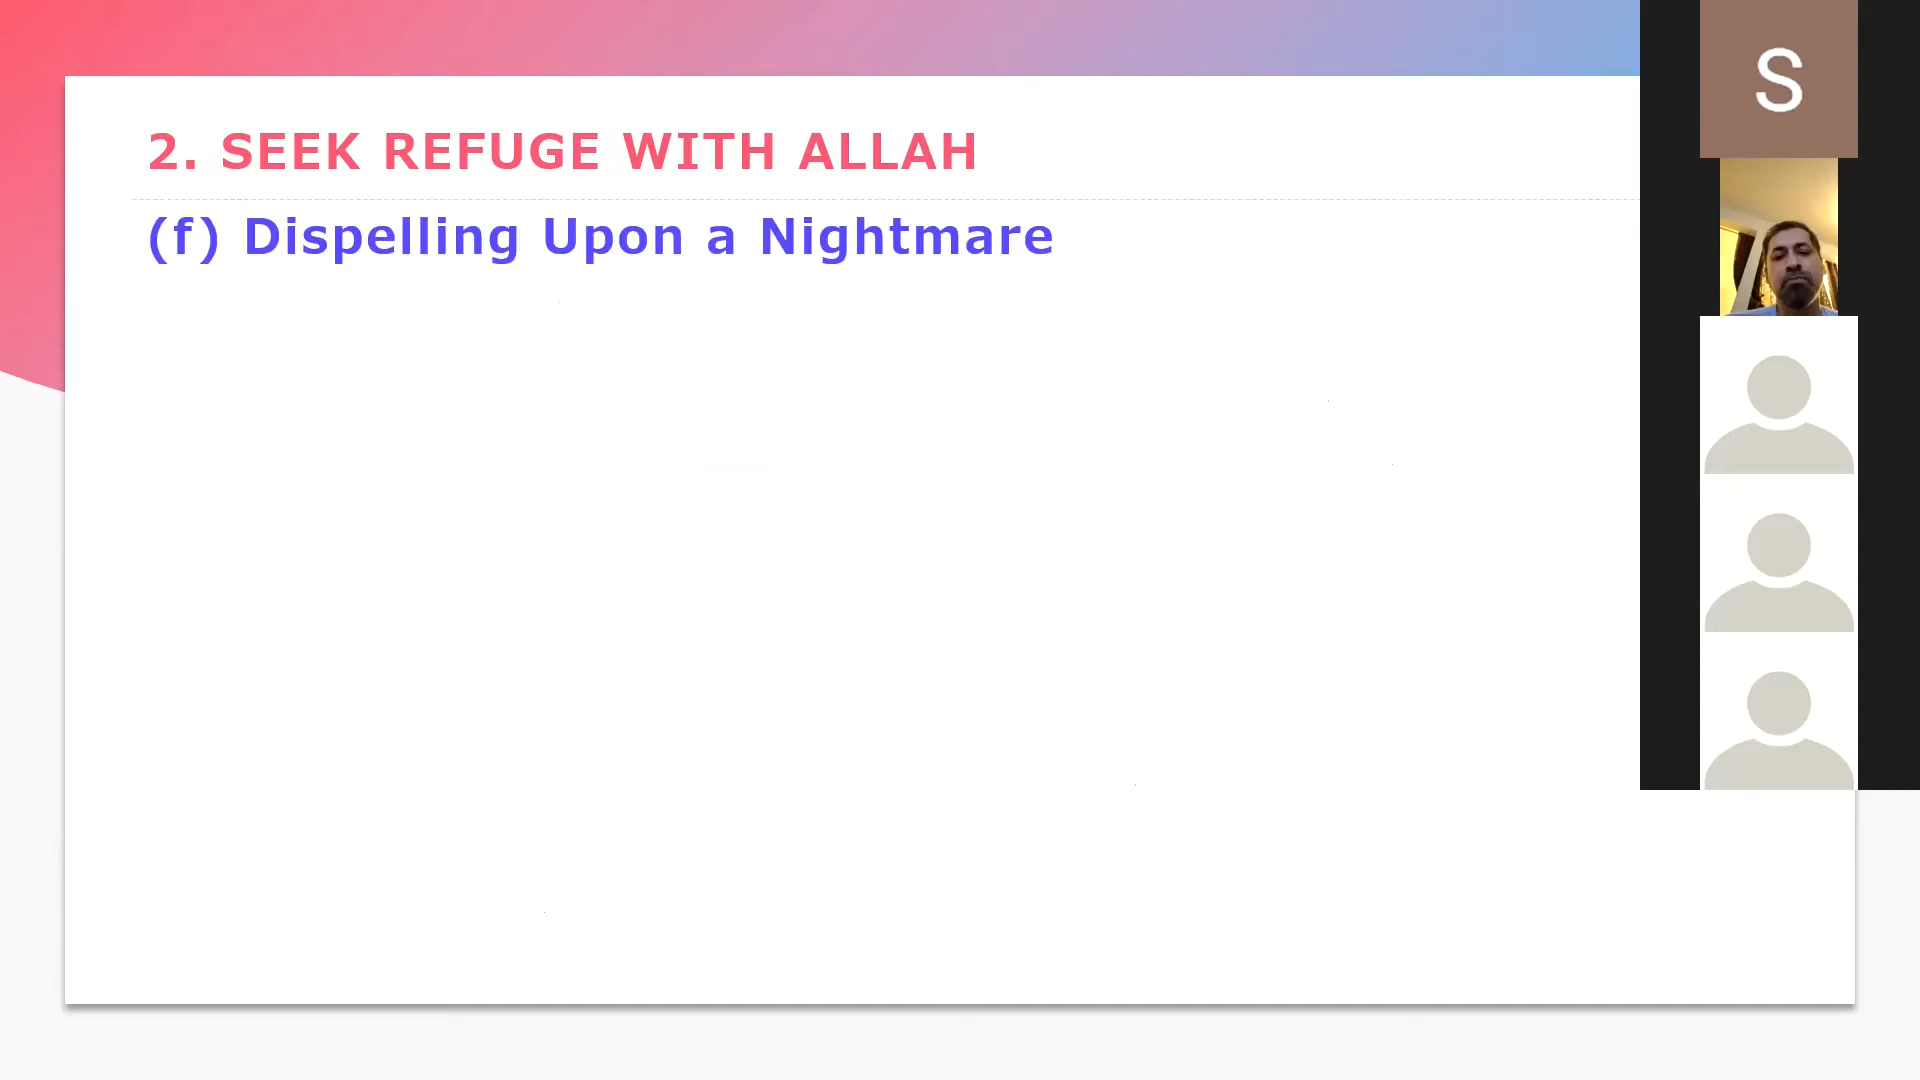 2. SEEK REFUGE WITH ALLAH
(f) Dispelling Upon a Nightmare
S